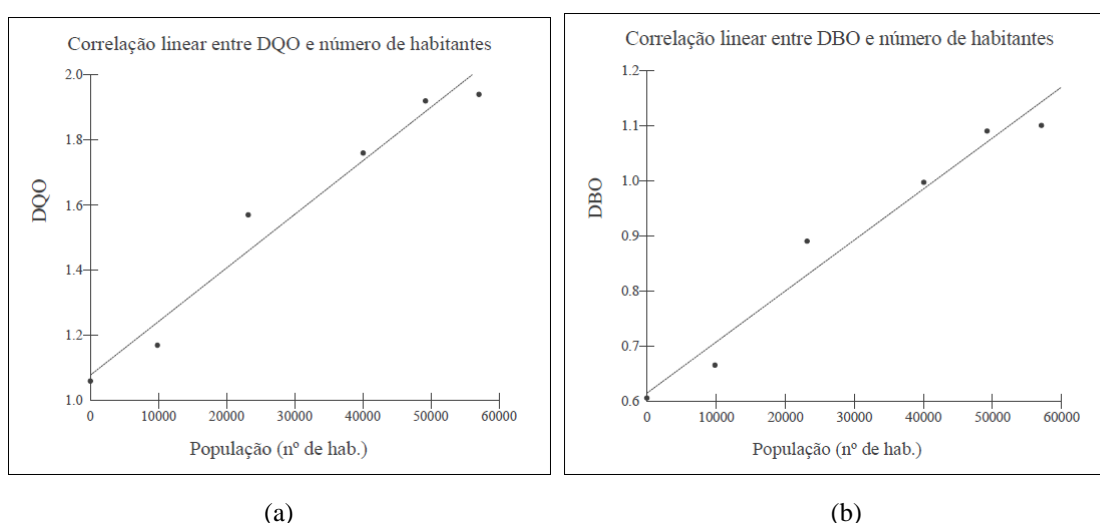 Correlação linear entre DQO e número de habitantes
2.0
1.8
1.6
1.4
1.2
1.0
DQO
0 10000 20000 30000 40000 50000 60000
População (nº de hab.)
(a)
Correlação linear entre DBO e número de habitantes
1.2
1.1
1.0
0.9
0.8
0.7
0.6
DBO
0 10000 20000 30000 40000 50000 60000
População (nº de hab.)
(b)